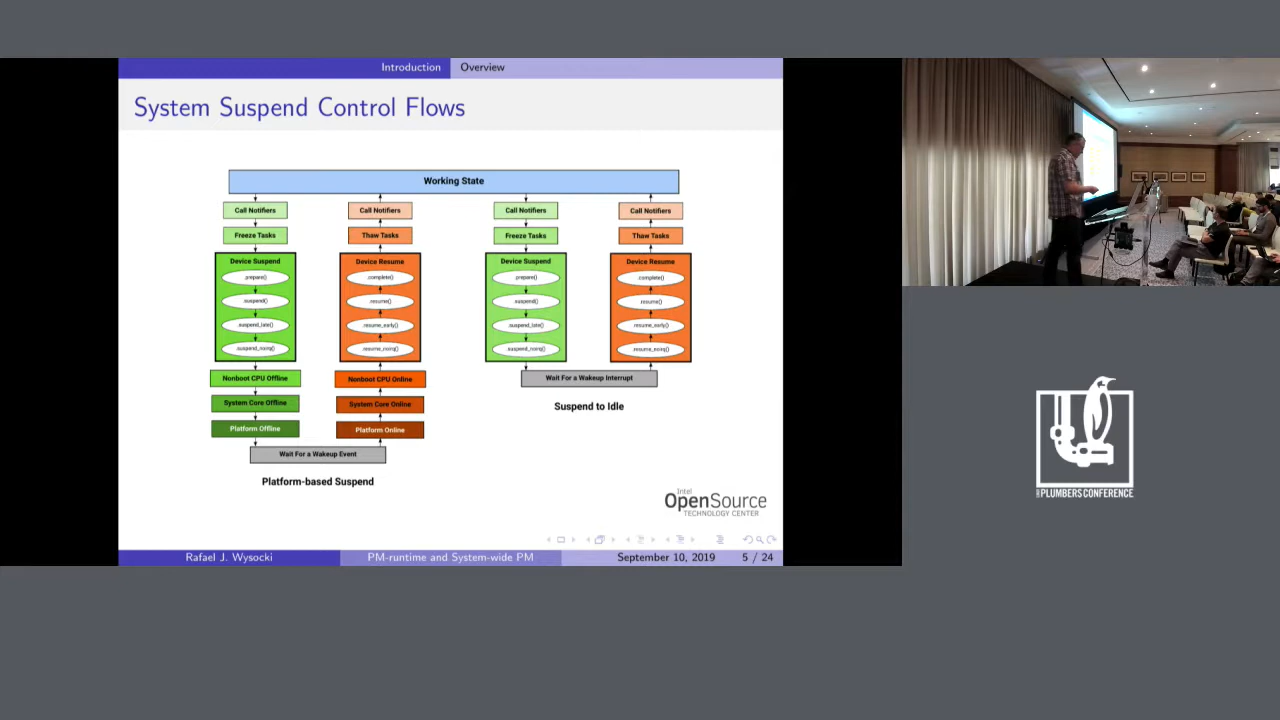 Introduction
Overview
System Suspend Control Flows
Working State
Call Notifiers
Call Notifiers
Call Notifiers
Call Notifiers
Freeze Tasks
Thaw Tasks
Freeze Tasks
Thaw Tasks
Device Suspend
Device Resume
Device Suspend
Device Resume
.prepare()
.complete()
.prepare()
.complete()
.suspend()
.resume()
.suspend()
.resume()
.suspend_late()
.resume_early()
.suspend_late()
.resume_early()
.suspend_noirq()
.resume_noirq()
.suspend_noirq()
.resume_noirq()
Nonboot CPU Offline
Nonboot CPU Online
Wait For a Wakeup Interrupt
System Core Offline
System Core Online
Suspend to Idle
Platform Offline
Platform Online
Wait For a Wakeup Event
Platform-based Suspend
Intel
OpenSource
TECHNOLOGY CENTER
Rafael J. Wysocki
PM-runtime and System-wide PM
September 10, 2019
5 / 24
PLUMBERS CONFERENCE